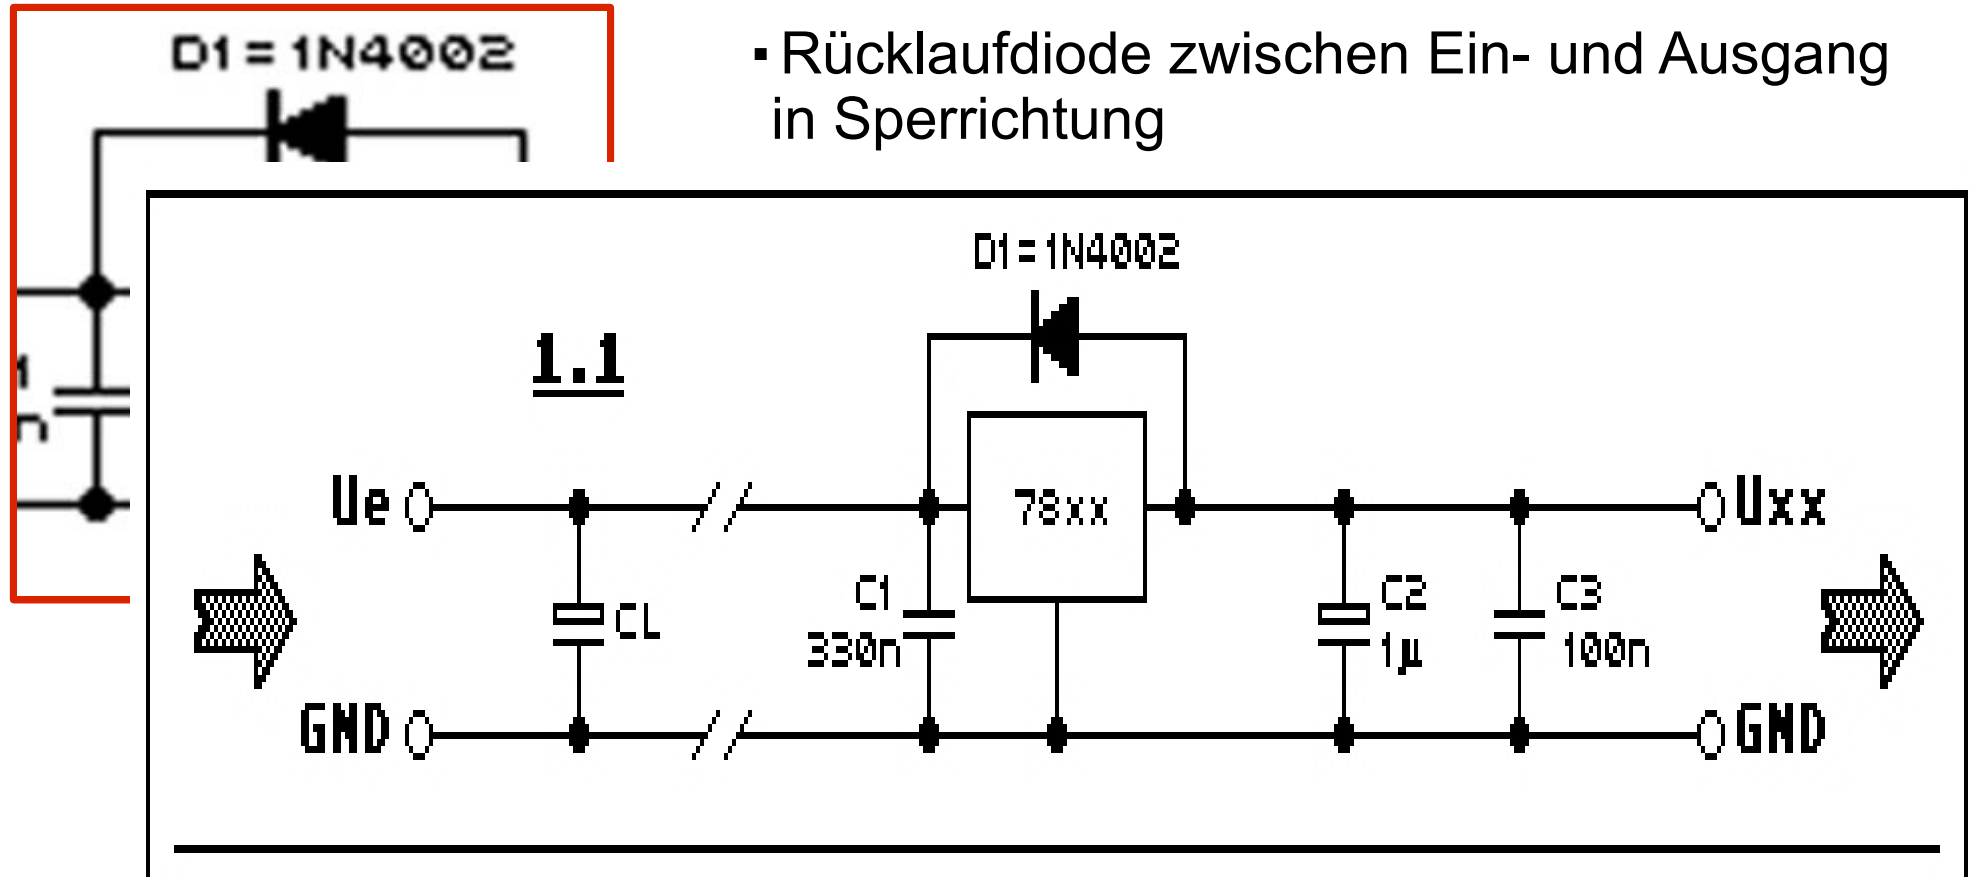 D1=1N4002
▪ Rücklaufdiode zwischen Ein- und Ausgang
in Sperrichtung
D1=1N4002
1.1
Ue
78xx
Uxx
C1
330n
CL
C2
1µ
C3
100n
GND
GND